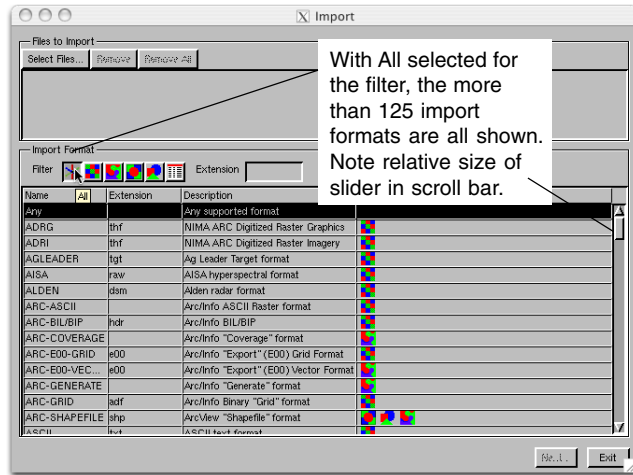 Import
Files to Import
Select Files... Remove Remove All
With All selected for
the filter, the more
than 125 import
formats are all shown.
Note relative size of
slider in scroll bar.
Import Format
Filter Extension
All
Name Extension Description
Any Any supported format
ADRG thf NIMA ARC Digitized Raster Graphics
ADRI thf NIMA ARC Digitized Raster Imagery
AGLEADER tgt Ag Leader Target format
AISA raw AISA hyperspectral format
ALDEN dsm Alden radar format
ARC-ASCII Arc/Info ASCII Raster format
ARC-BIL/BIP hdr Arc/Info BIL/BIP
ARC-COVERAGE Arc/Info "Coverage" format
ARC-E00-GRID e00 Arc/Info "Export" (E00) Grid Format
ARC-E00-VEC... e00 Arc/Info "Export" (E00) Vector Format
ARC-GENERATE Arc/Info "Generate" format
ARC-GRID adf Arc/Info Binary "Grid" format
ARC-SHAPEFILE shp ArcView "Shapefile" format
ASCII txt ASCII text format
Exit